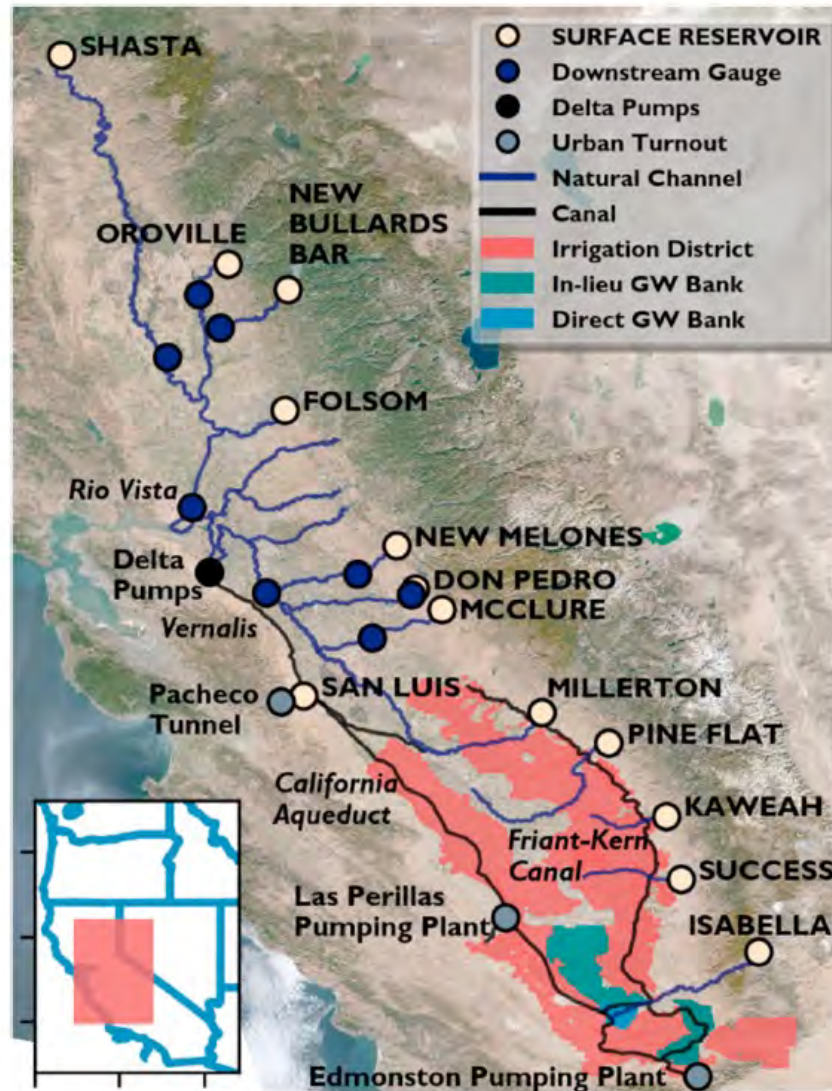 SHASTA
SURFACE RESERVOIR
Downstream Gauge
Delta Pumps
Urban Turnout
Natural Channel
Canal
Irrigation District
In-lieu GW Bank
Direct GW Bank
NEW
BULLARDS
BAR
OROVILLE
FOLSOM
Rio Vista
NEW MELONES
Delta
Pumps
DON PEDRO
MCCLURE
Vernalis
SAN LUIS
MILLERTON
Pacheco
Tunnel
PINE FLAT
California
Aqueduct
KAWEAH
Friant-Kern
Canal
SUCCESS
Las Perillas
Pumping Plant
ISABELLA
Edmonston Pumping Plant